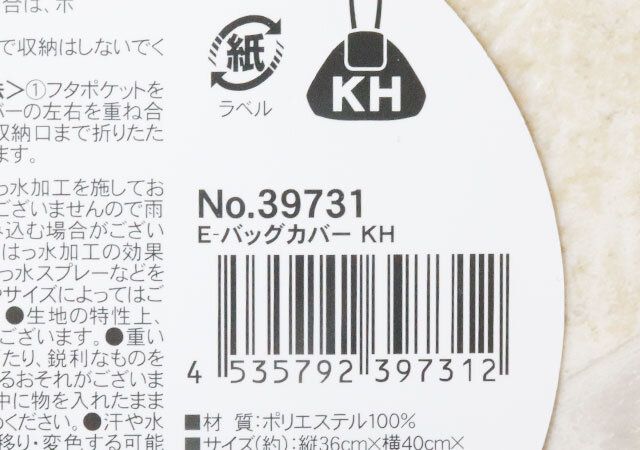 合は、ボ
で収納はしないでく
法>①フタポケットを
バーの左右を重ね合
収納口まで折りたた
ます。
っ水加工を施してお
ございませんので雨
み込む場合がござい
はっ水加工の効果
っ水スプレーなどを
やサイズによってはご
●生地の特性上、
ございます。●重い
たり、鋭利なものを
るおそれがございま
中に物を入れたまま
めください。●汗や水
移り・変色する可能
紙
ラベル
KH
No.39731
E-バッグカバー KH
4 535792 397312
■材 質:ポリエステル100%
■サイズ(約):縦36cm×横40cm×